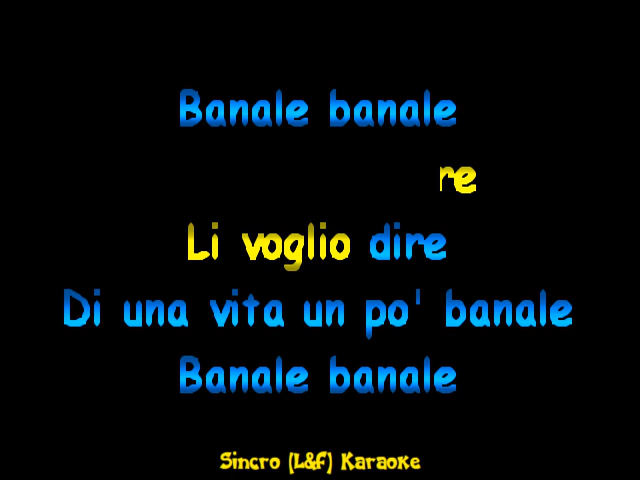 Banale banale
re
Li voglio dire
Di una vita un po' banale
Banale banale
Sincro (L&F) Karaoke